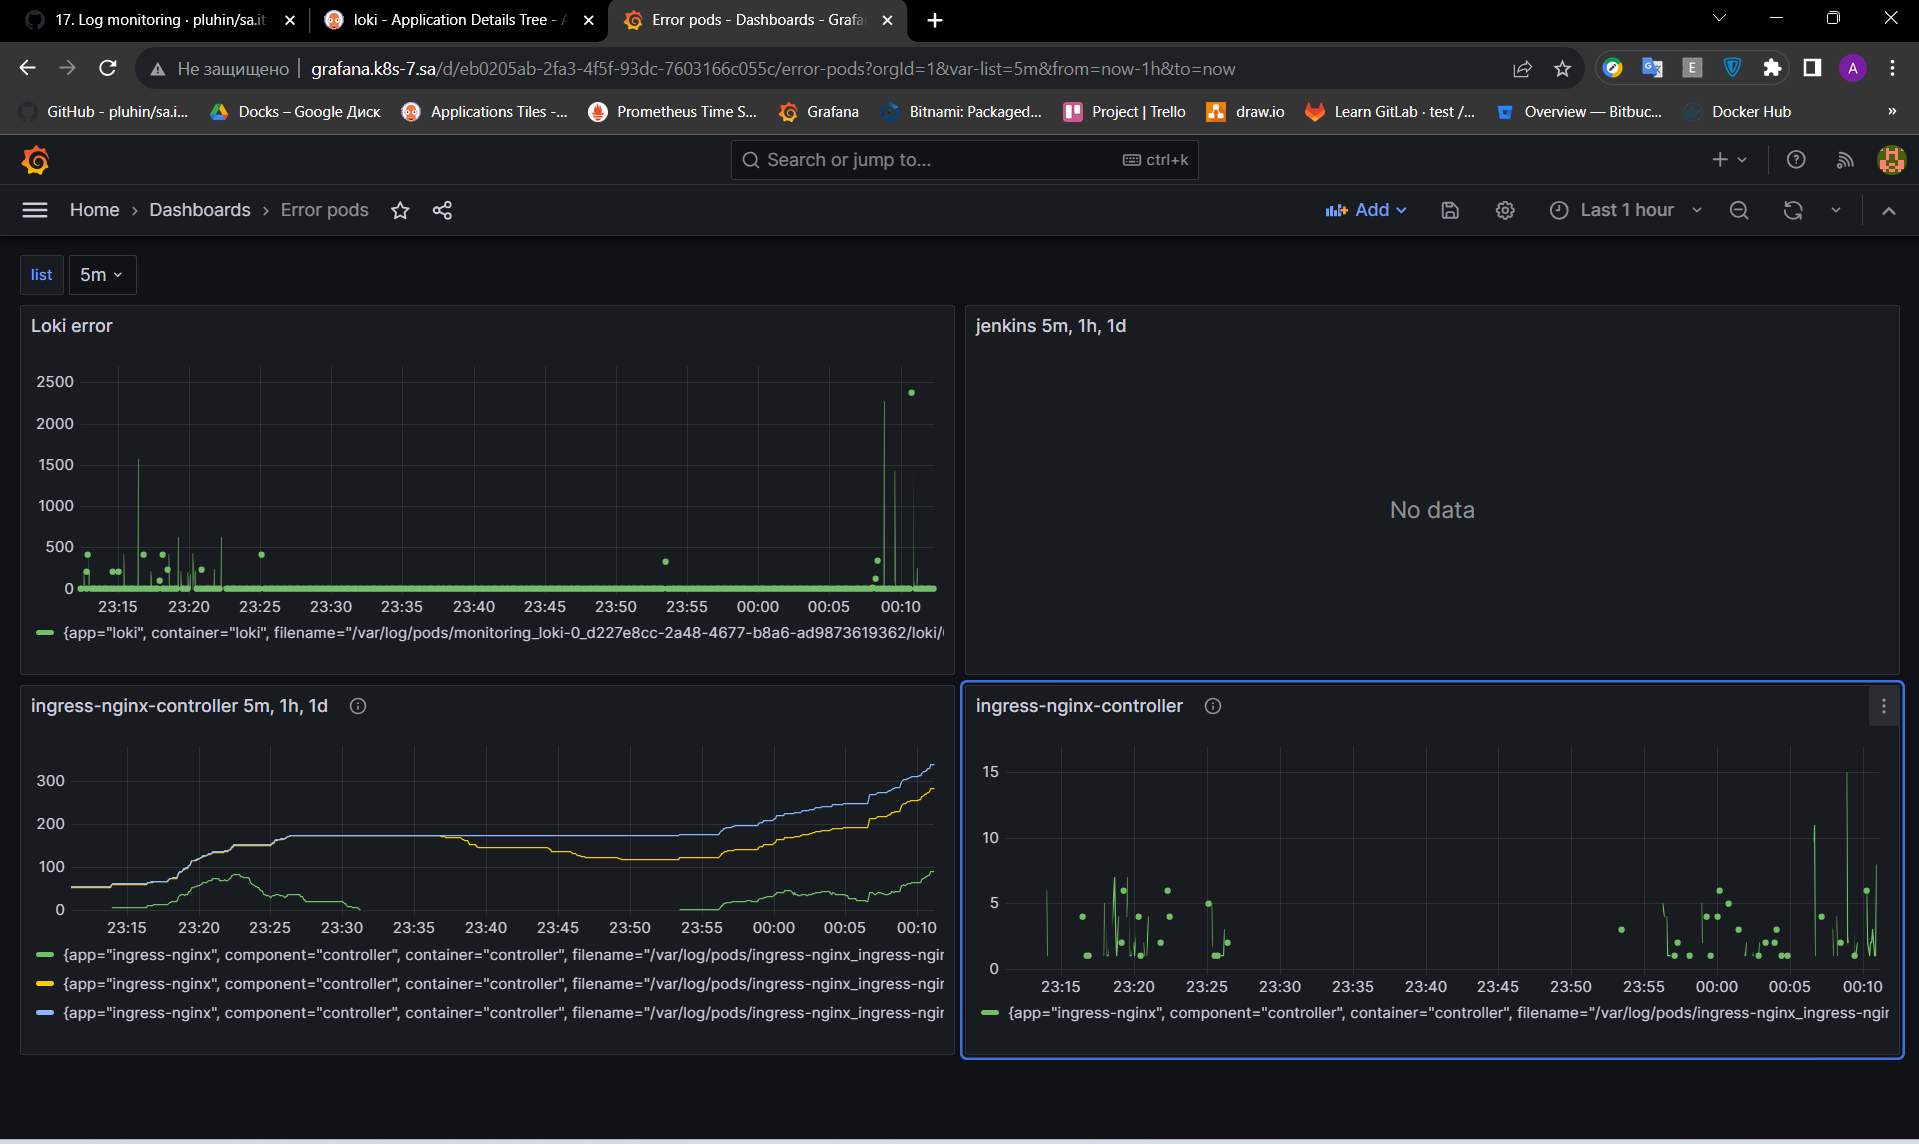 17. Log monitoring · pluhin/sa.it
loki - Application Details Tree - A
Error pods - Dashboards - Grafa
Не защищено
grafana.k8s-7.sa/d/eb0205ab-2fa3-4f5f-93dc-7603166c055c/error-pods?orgId=1&var-list=5m&from=now-1h&to=now
E
A
GitHub - pluhin/sa.i...
Docks – Google Диск
Applications Tiles -...
Prometheus Time S...
Grafana
Bitnami: Packaged...
Project | Trello
draw.io
Learn GitLab · test /...
Overview — Bitbuc...
Docker Hub
»
Search or jump to...
ctrl+k
Home › Dashboards › Error pods
Add
Last 1 hour
list
5m
Loki error
2500
2000
1500
1000
500
0
23:15 23:20 23:25 23:30 23:35 23:40 23:45 23:50 23:55 00:00 00:05 00:10
{app="loki", container="loki", filename="/var/log/pods/monitoring_loki-0_d227e8cc-2a48-4677-b8a6-ad9873619362/loki/
jenkins 5m, 1h, 1d
No data
ingress-nginx-controller 5m, 1h, 1d
300
200
100
0
23:15 23:20 23:25 23:30 23:35 23:40 23:45 23:50 23:55 00:00 00:05 00:10
{app="ingress-nginx", component="controller", container="controller", filename="/var/log/pods/ingress-nginx_ingress-ngin
{app="ingress-nginx", component="controller", container="controller", filename="/var/log/pods/ingress-nginx_ingress-ngin
{app="ingress-nginx", component="controller", container="controller", filename="/var/log/pods/ingress-nginx_ingress-ngin
ingress-nginx-controller
15
10
5
0
23:15 23:20 23:25 23:30 23:35 23:40 23:45 23:50 23:55 00:00 00:05 00:10
{app="ingress-nginx", component="controller", container="controller", filename="/var/log/pods/ingress-nginx_ingress-ngin